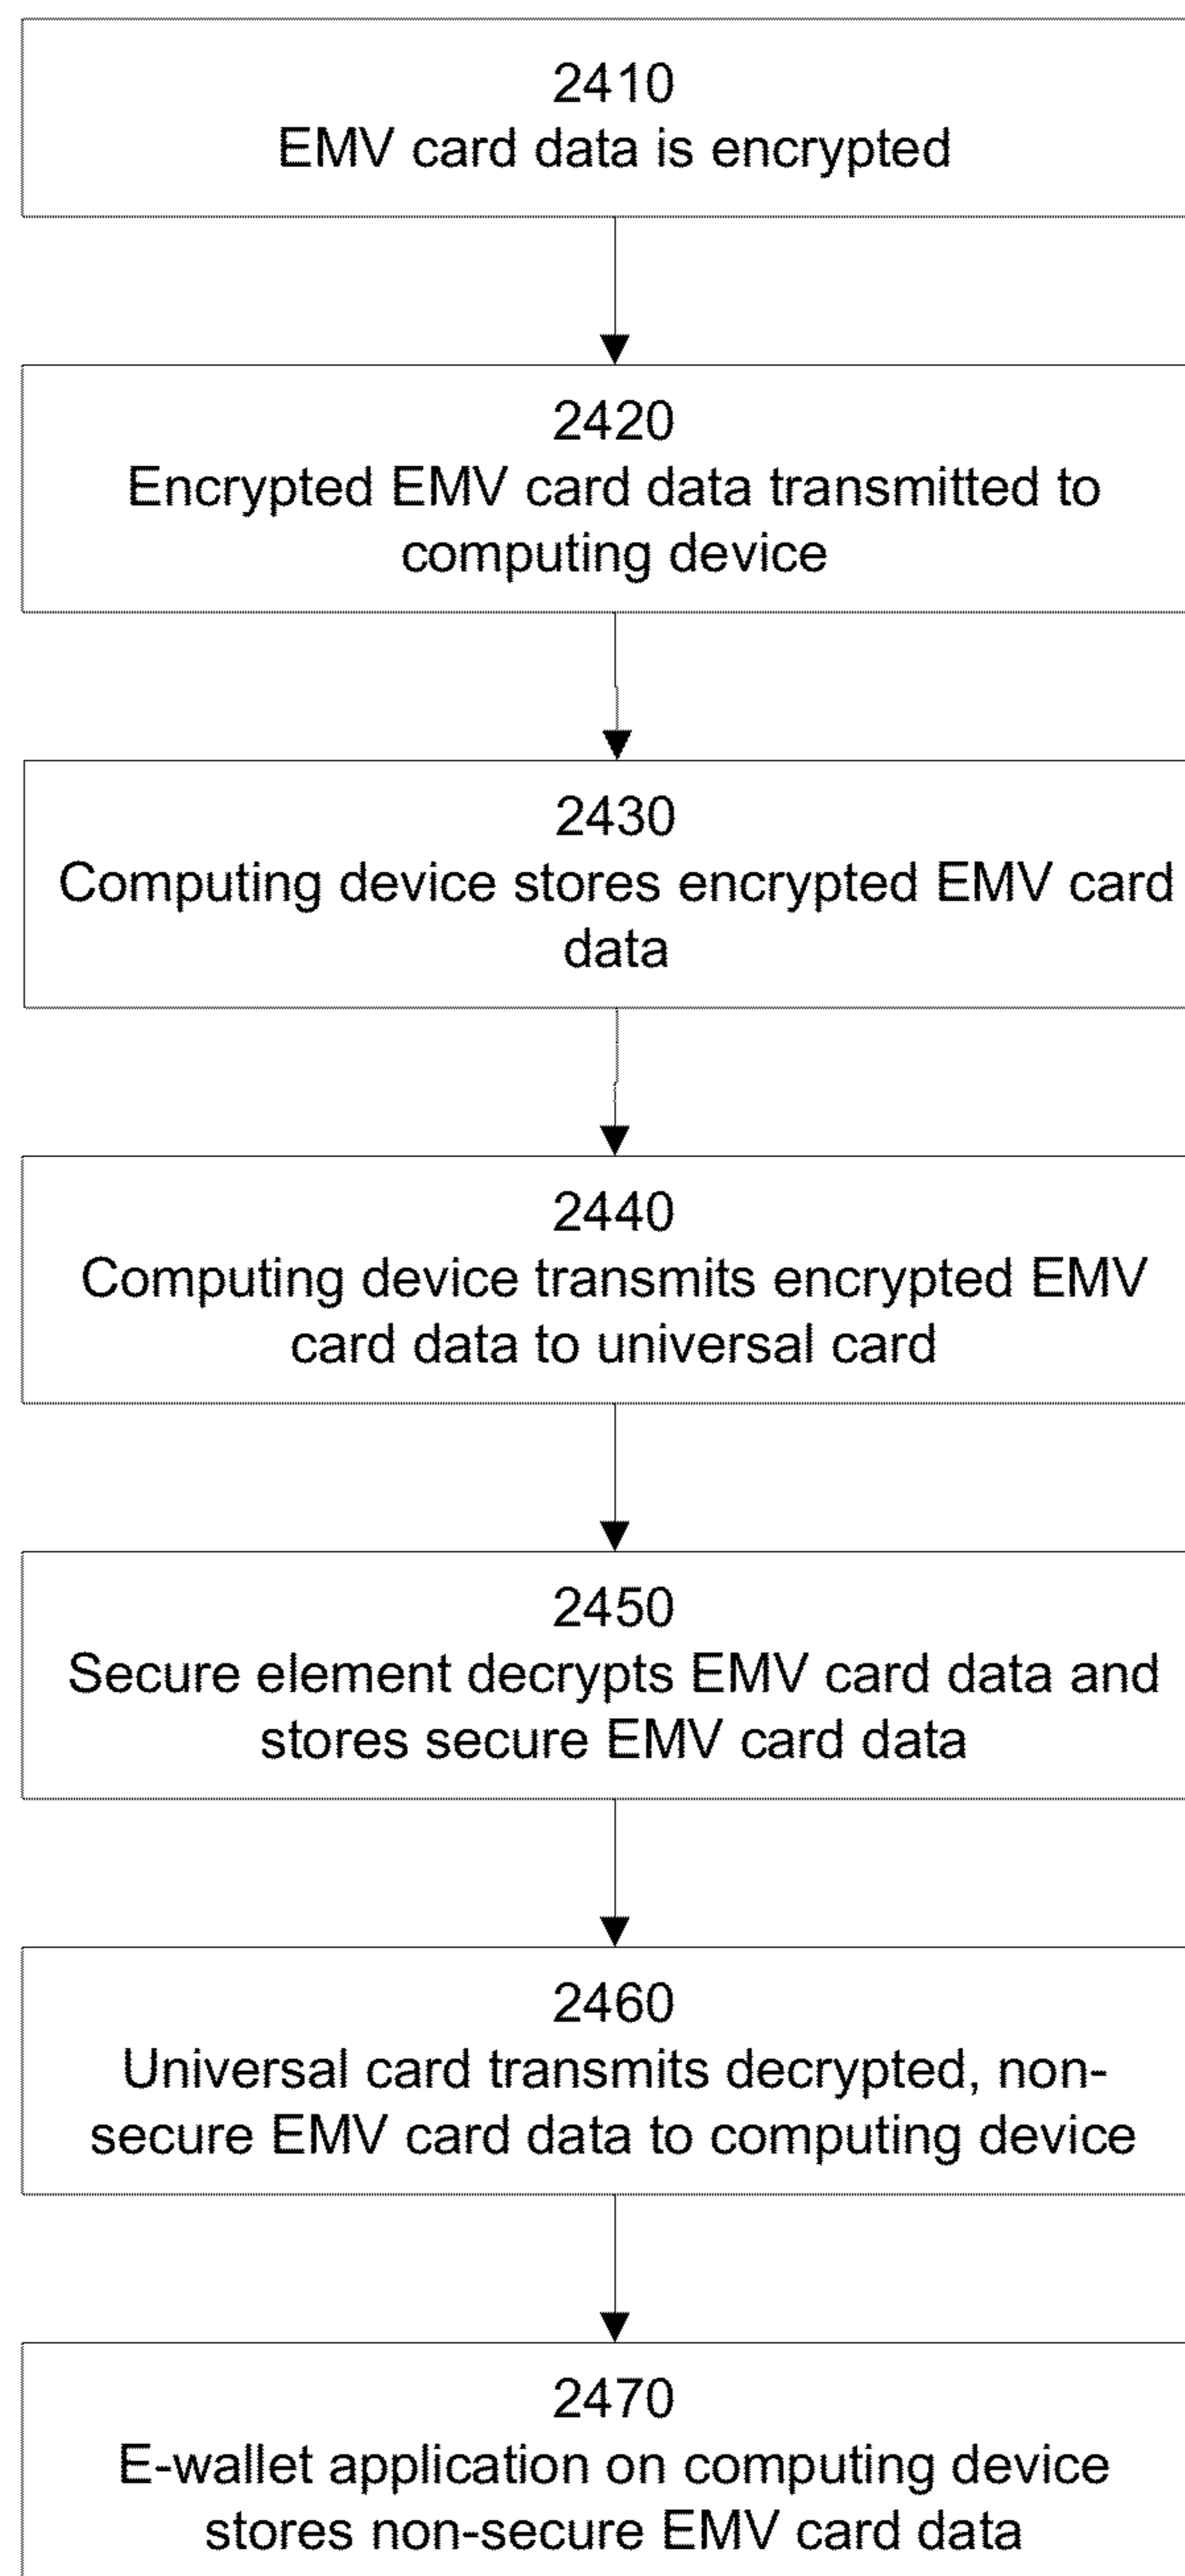 2410
EMV card data is encrypted
2420
Encrypted EMV card data transmitted to
computing device
2430
Computing device stores encrypted EMV card
data
2440
Computing device transmits encrypted EMV
card data to universal card
2450
Secure element decrypts EMV card data and
stores secure EMV card data
2460
Universal card transmits decrypted, non-
secure EMV card data to computing device
2470
E-wallet application on computing device
stores non-secure EMV card data